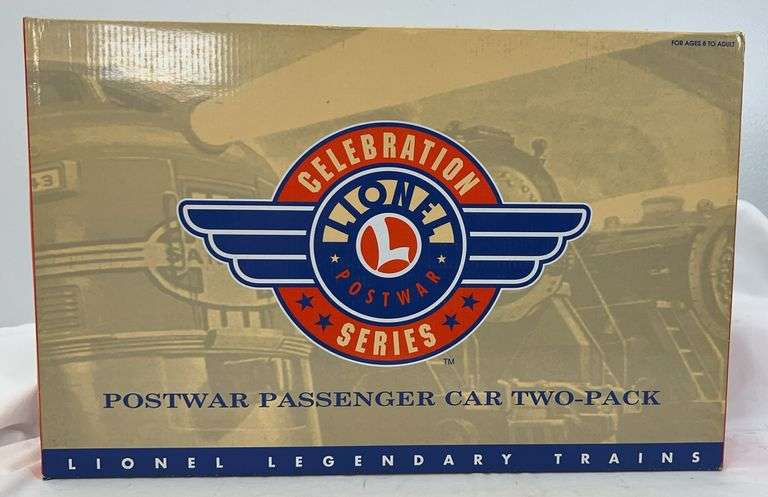 FOR AGES 8 TO ADULT
CELEBRATION
LIONEL
L
★ POSTWAR ★
SERIES
TM
POSTWAR PASSENGER CAR TWO-PACK
LIONEL LEGENDARY TRAINS